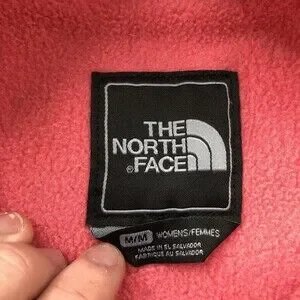 THE
NORTH
®FACE
M/M WOMENS/FEMMES
MADE IN EL SALVADOR
FABRIQUE AU SALVADOR